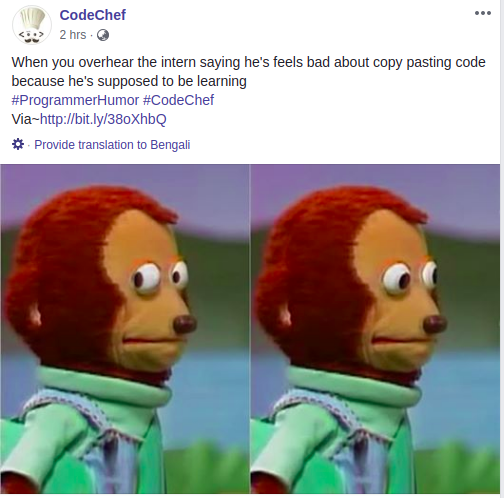 CodeChef
2 hrs ·
When you overhear the intern saying he's feels bad about copy pasting code
because he's supposed to be learning
#ProgrammerHumor #CodeChef
Via~http://bit.ly/38oXhbQ
· Provide translation to Bengali